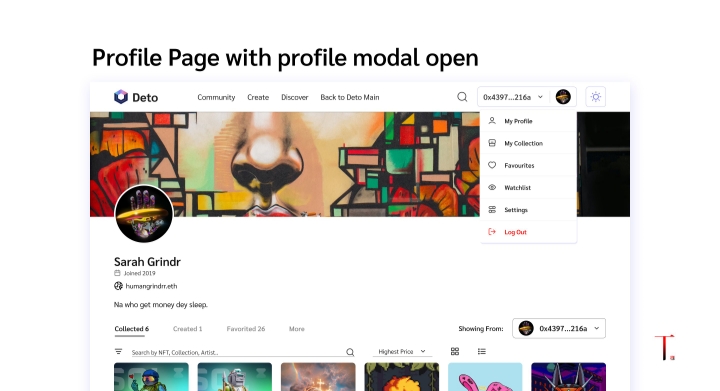 Profile Page with profile modal open
Deto
Community Create Discover Back to Deto Main
0x4397...216a
My Profile
My Collection
Favourites
Watchlist
Settings
Log Out
Sarah Grindr
Joined 2019
humangrindrr.eth
Na who get money dey sleep.
Collected 6 Created 1 Favorited 26 More
Showing From: 0x4397...216a
Search by NFT, Collection, Artist..
Highest Price
T